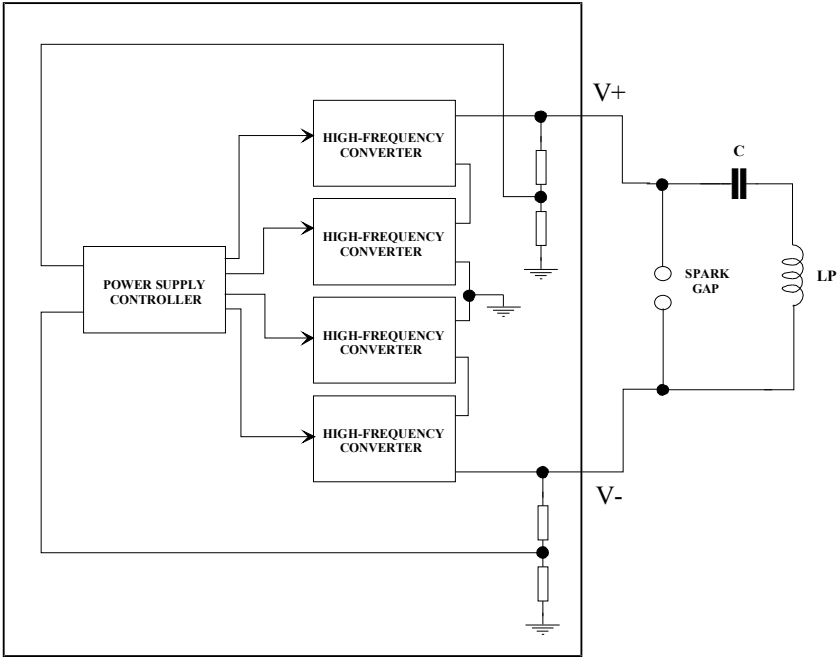 V+
HIGH-FREQUENCY
CONVERTER
C
HIGH-FREQUENCY
CONVERTER
POWER SUPPLY
CONTROLLER
SPARK
GAP
LP
HIGH-FREQUENCY
CONVERTER
HIGH-FREQUENCY
CONVERTER
V-